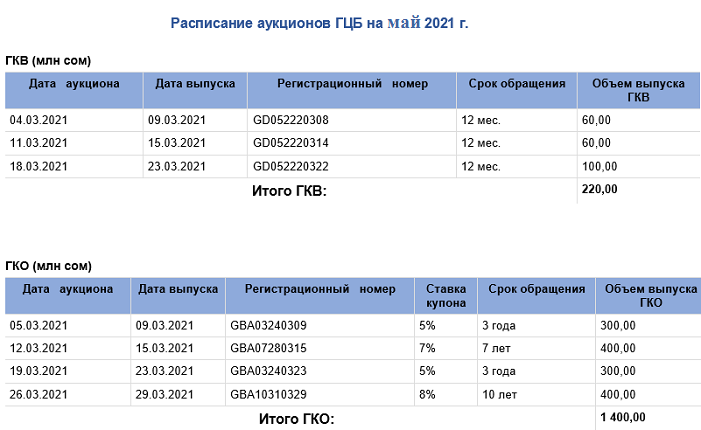 Расписание аукционов ГЦБ на май 2021 г.
ГКВ (млн сом)
Дата аукциона Дата выпуска Регистрационный номер Срок обращения Объем выпуска ГКВ
04.03.2021 09.03.2021 GD052220308 12 мес. 60,00
11.03.2021 15.03.2021 GD052220314 12 мес. 60,00
18.03.2021 23.03.2021 GD052220322 12 мес. 100,00
Итого ГКВ: 220,00
ГКО (млн сом)
Дата аукциона Дата выпуска Регистрационный номер Ставка купона Срок обращения Объем выпуска ГКО
05.03.2021 09.03.2021 GBA03240309 5% 3 года 300,00
12.03.2021 15.03.2021 GBA07280315 7% 7 лет 400,00
19.03.2021 23.03.2021 GBA03240323 5% 3 года 300,00
26.03.2021 29.03.2021 GBA10310329 8% 10 лет 400,00
Итого ГКО: 1 400,00